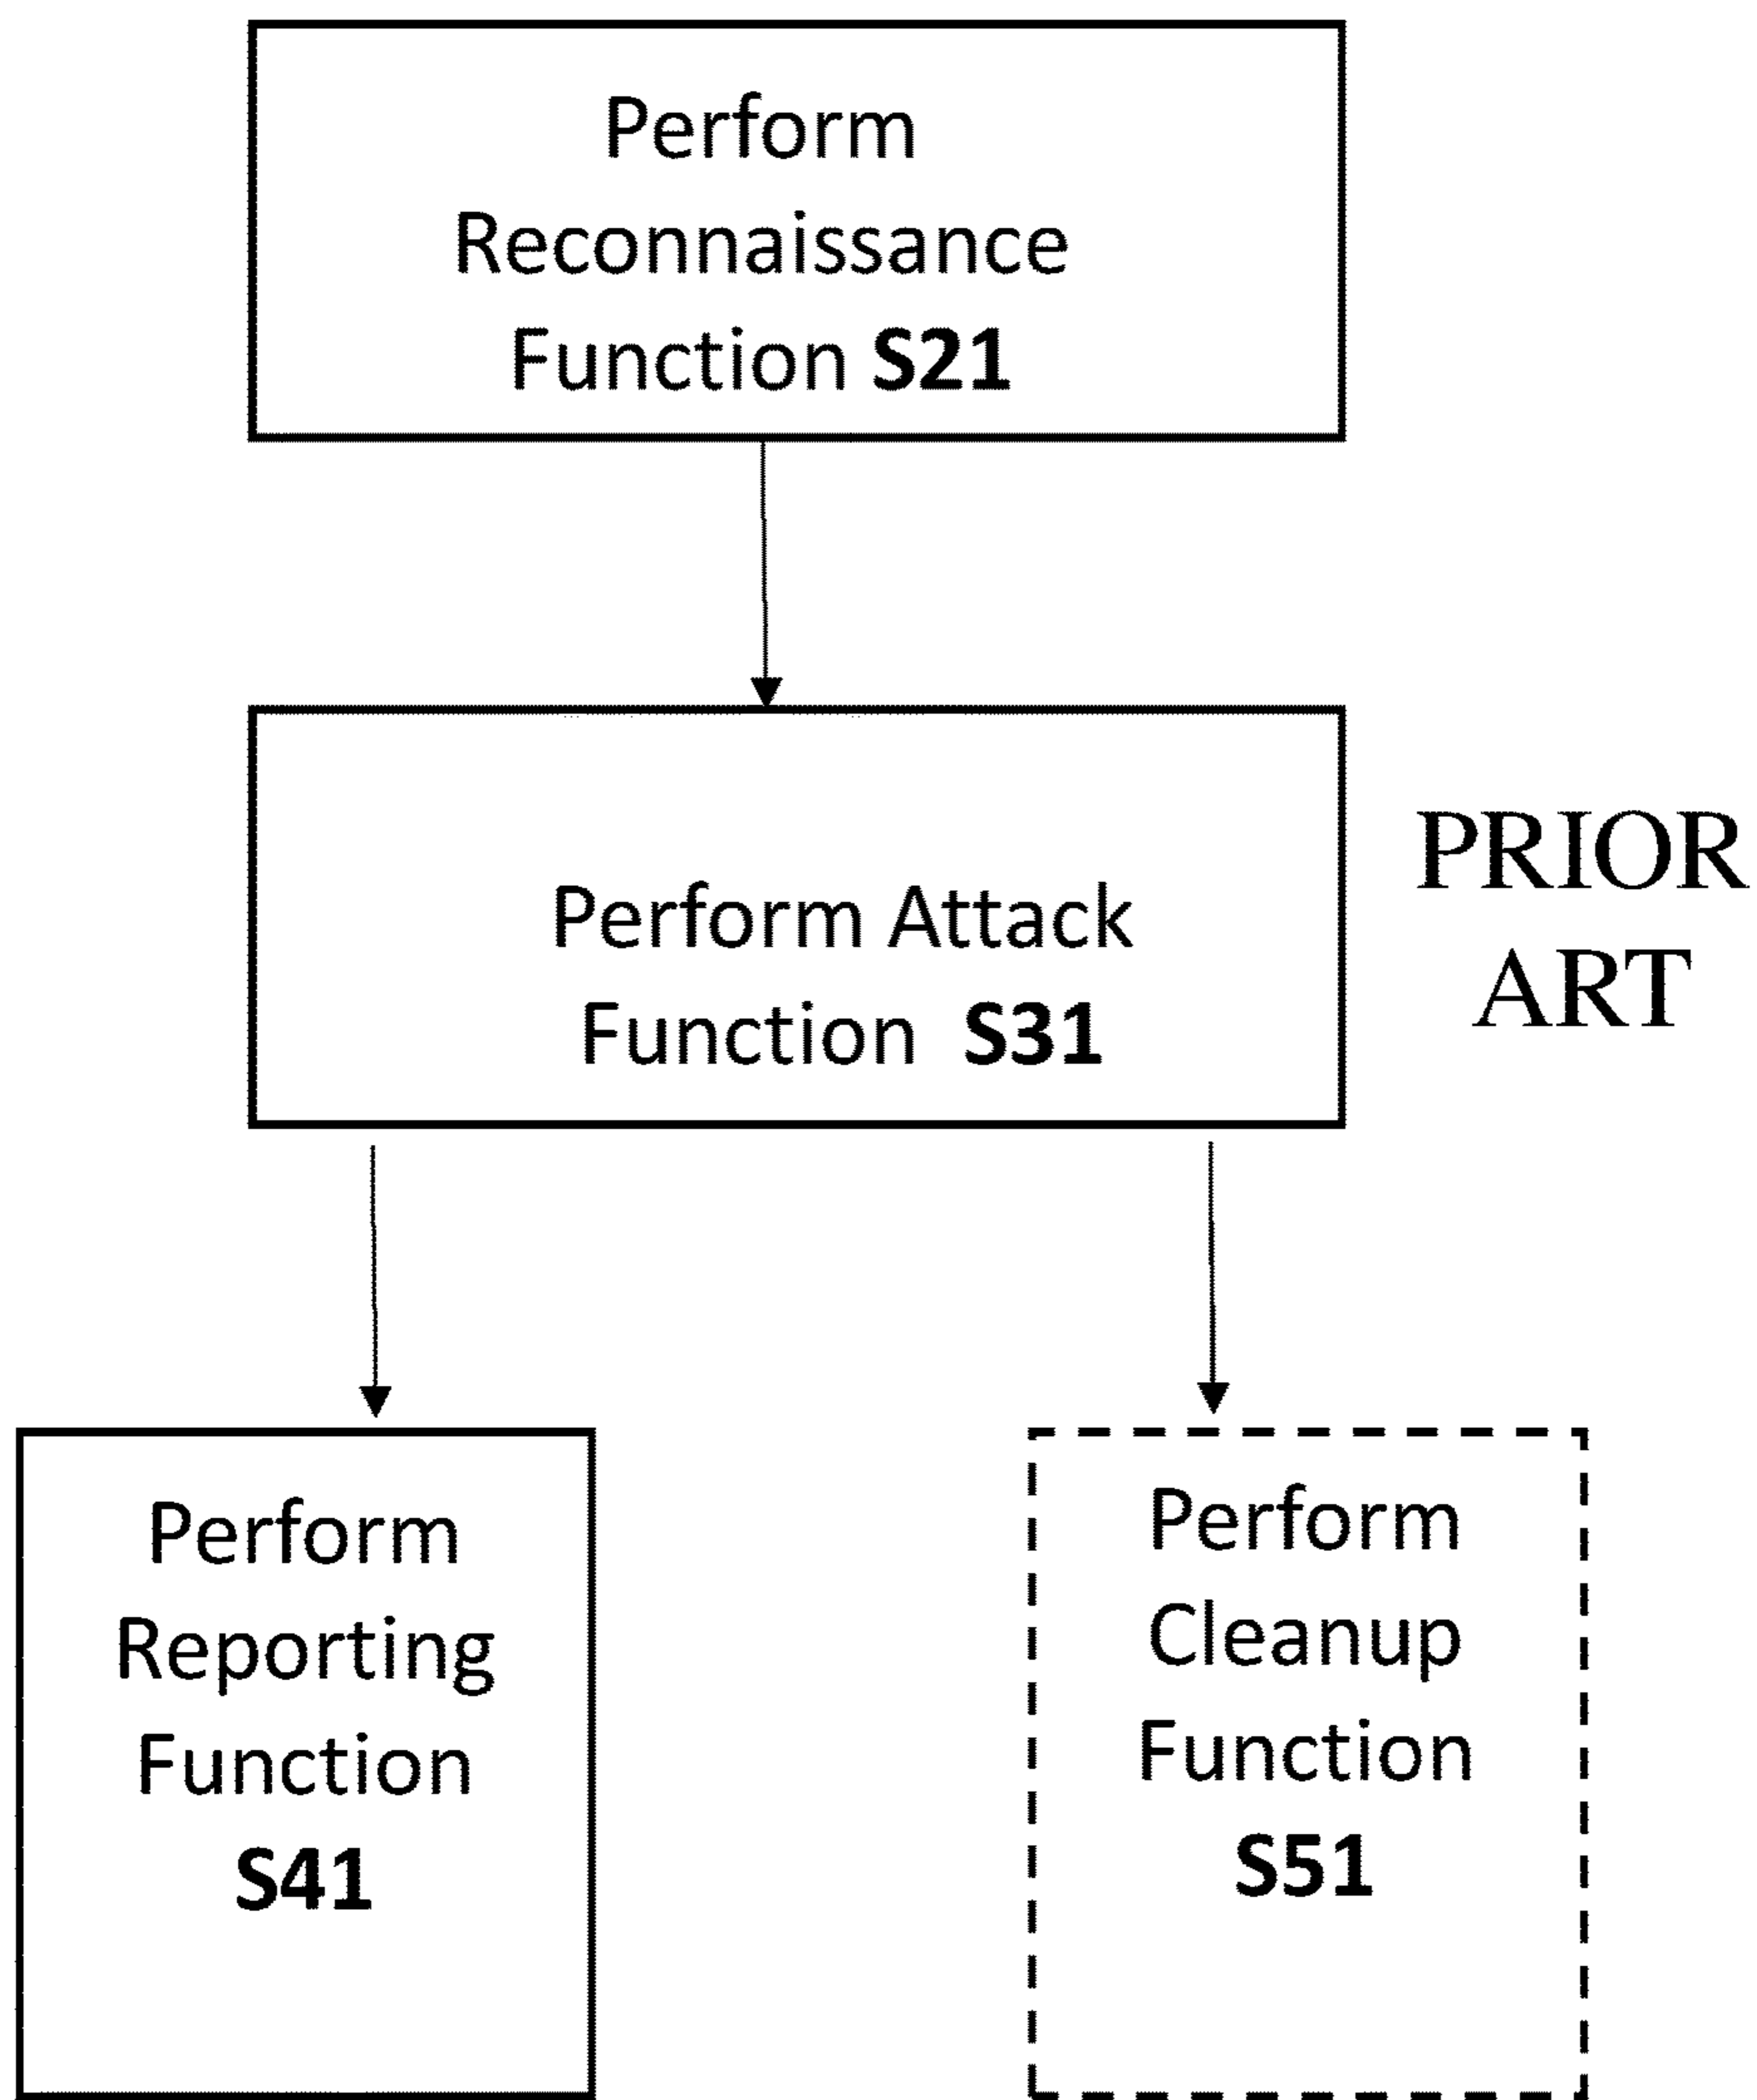 Perform
Reconnaissance
Function S21
Perform Attack
Function S31
PRIOR
ART
Perform
Reporting
Function
S41
Perform
Cleanup
Function
S51